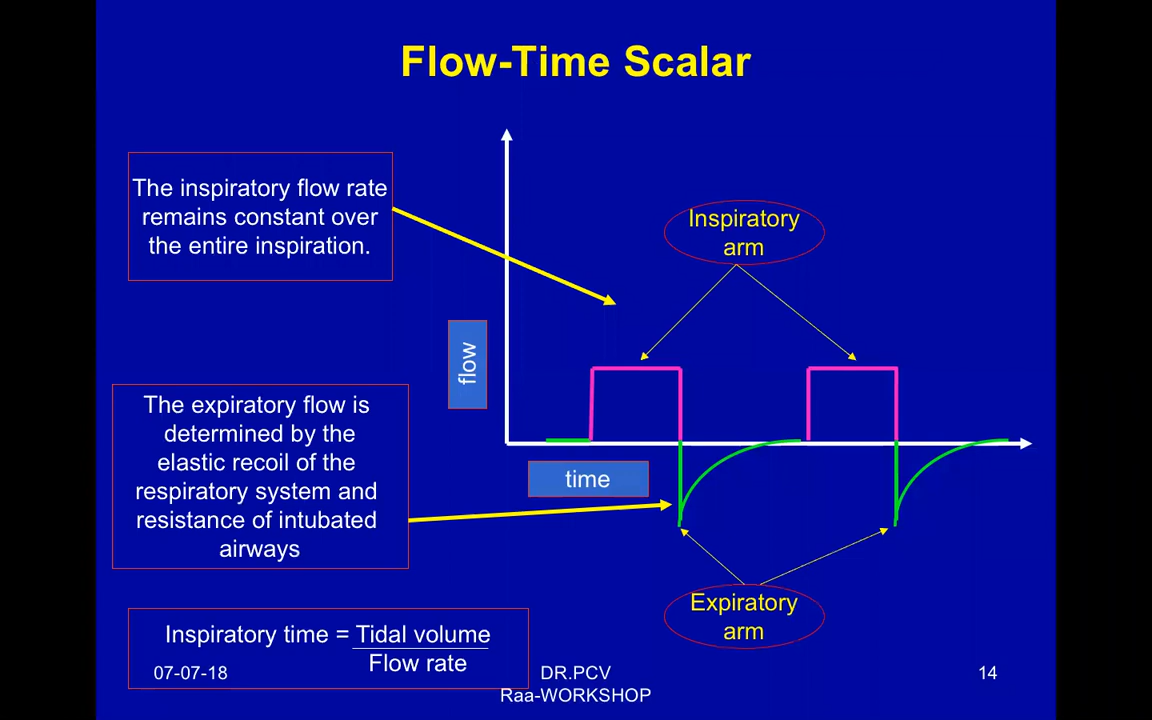 Flow-Time Scalar
The inspiratory flow rate
remains constant over
the entire inspiration.
Inspiratory
arm
flow
The expiratory flow is
determined by the
elastic recoil of the
respiratory system and
resistance of intubated
airways
time
Expiratory
arm
Inspiratory time = Tidal volume
Flow rate
07-07-18
DR.PCV
Raa-WORKSHOP
14